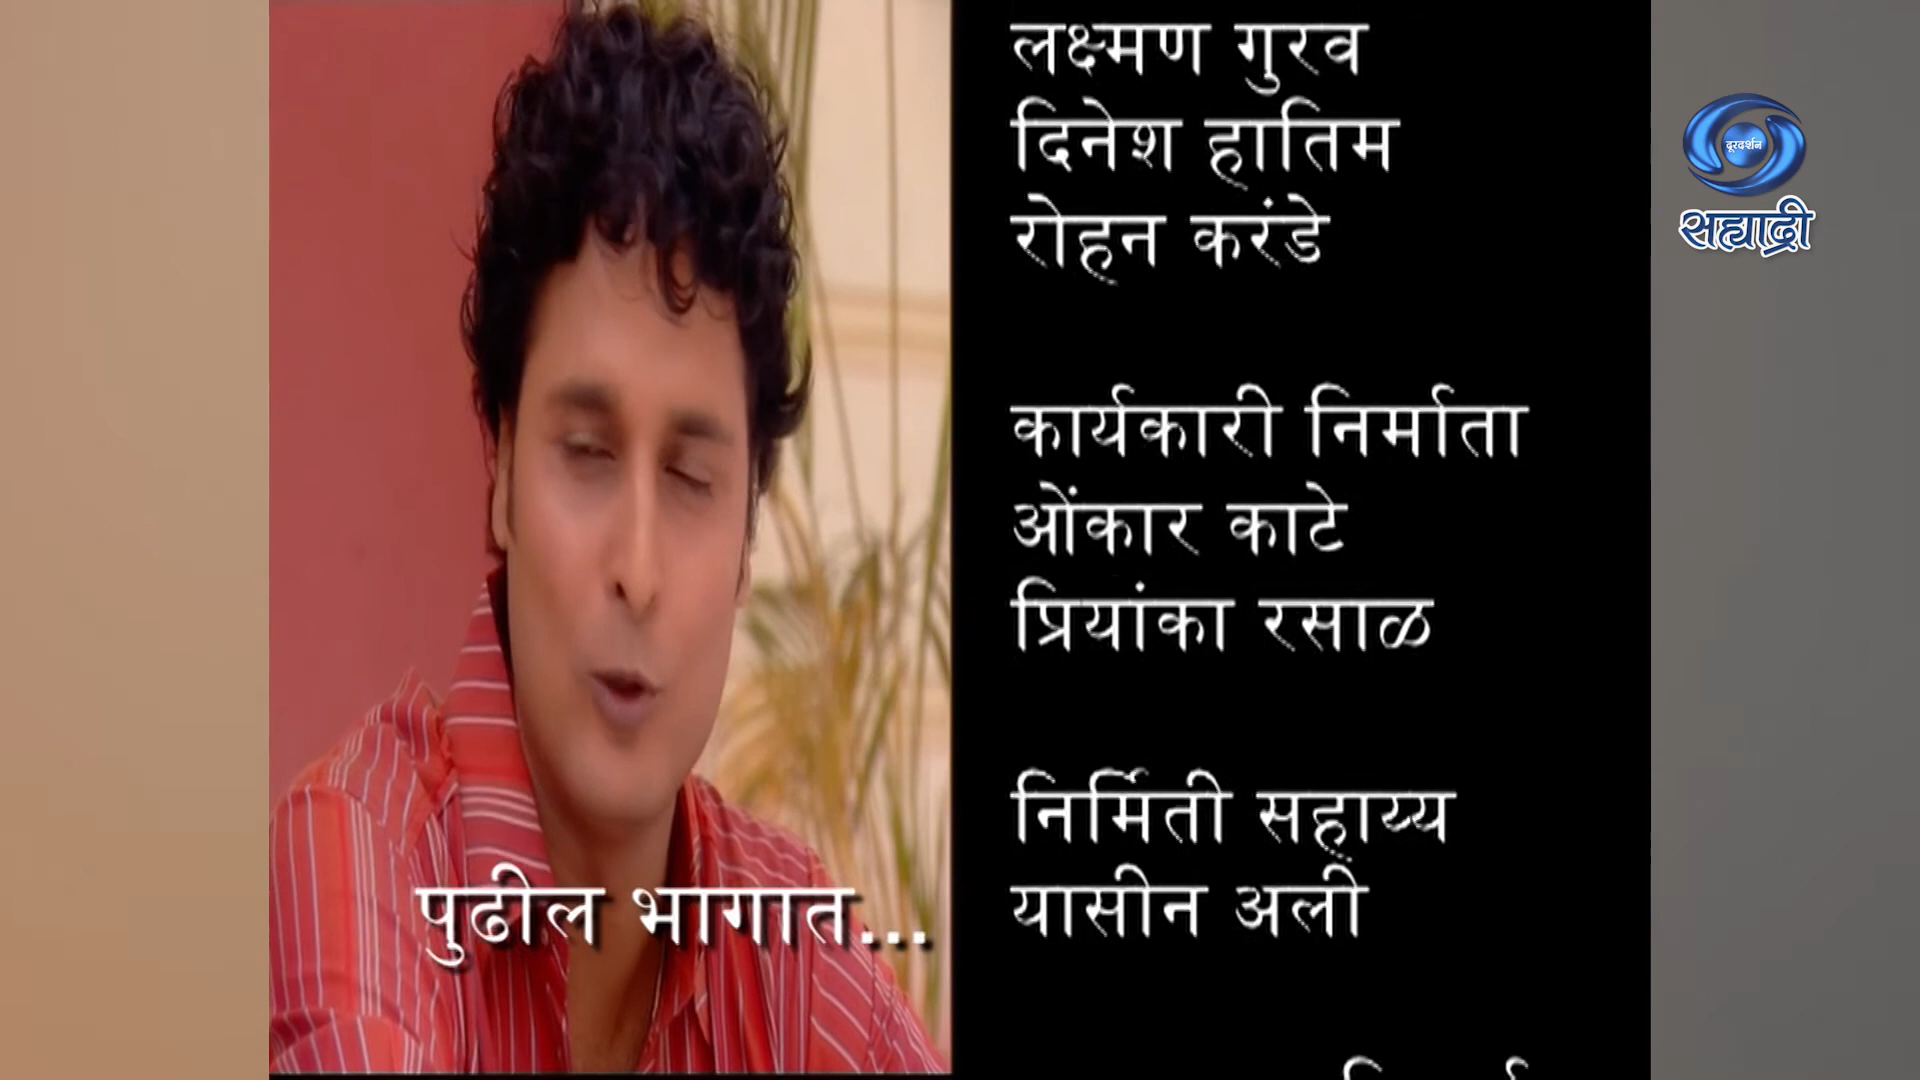 लक्ष्मण गुरव
दिनेश हातिम
रोहन करंडे
कार्यकारी निर्माता
ओंकार काटे
प्रियांका रसाळ
निर्मिती सहाय्य
यासीन अली
पुढील भागात...
दूरदर्शन
सह्याद्री